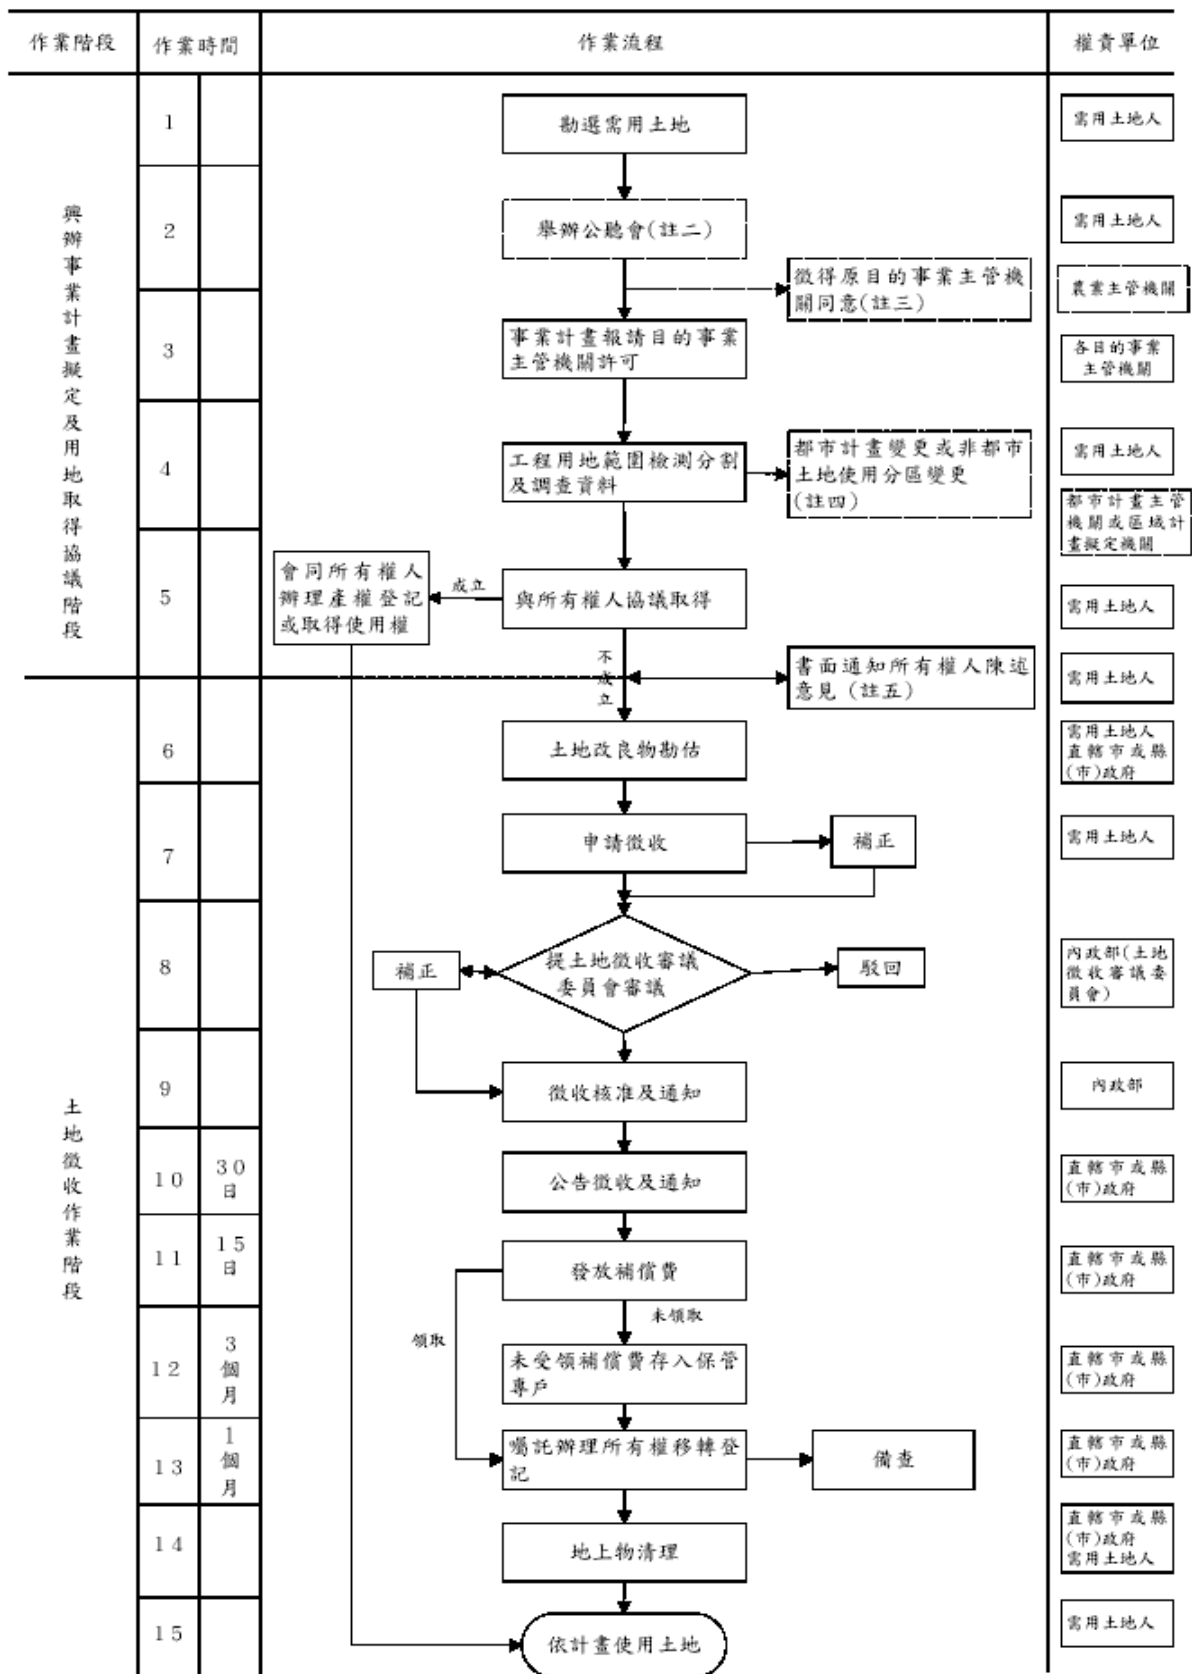 作業階段
作業時間
作業流程
權責單位
興辦事業計畫擬定及用地取得協議階段
1
勘選需用土地
需用土地人
2
舉辦公聽會(註二)
需用土地人
徵得原目的事業主管機
關同意(註三)
農業主管機關
3
事業計畫報請目的事業
主管機關許可
各目的事業
主管機關
4
工程用地範圍檢測分割
及調查資料
都市計畫變更或非都市
土地使用分區變更
(註四)
需用土地人
都市計畫主管
機關或區域計
畫擬定機關
5
會同所有權人
辦理產權登記
或取得使用權
成立
與所有權人協議取得
需用土地人
不成立
書面通知所有權人陳述
意見(註五)
需用土地人
土地徵收作業階段
6
土地改良物勘估
需用土地人
直轄市或縣
(市)政府
7
申請徵收
補正
需用土地人
8
補正
提土地徵收審議
委員會審議
駁回
內政部(土地
徵收審議委
員會)
9
徵收核准及通知
內政部
10
30
日
公告徵收及通知
直轄市或縣
(市)政府
11
15
日
發放補償費
直轄市或縣
(市)政府
領取
未領取
12
3
個
月
未受領補償費存入保管
專戶
直轄市或縣
(市)政府
13
1
個
月
囑託辦理所有權移轉登
記
備查
直轄市或縣
(市)政府
14
地上物清理
直轄市或縣
(市)政府
需用土地人
15
依計畫使用土地
需用土地人